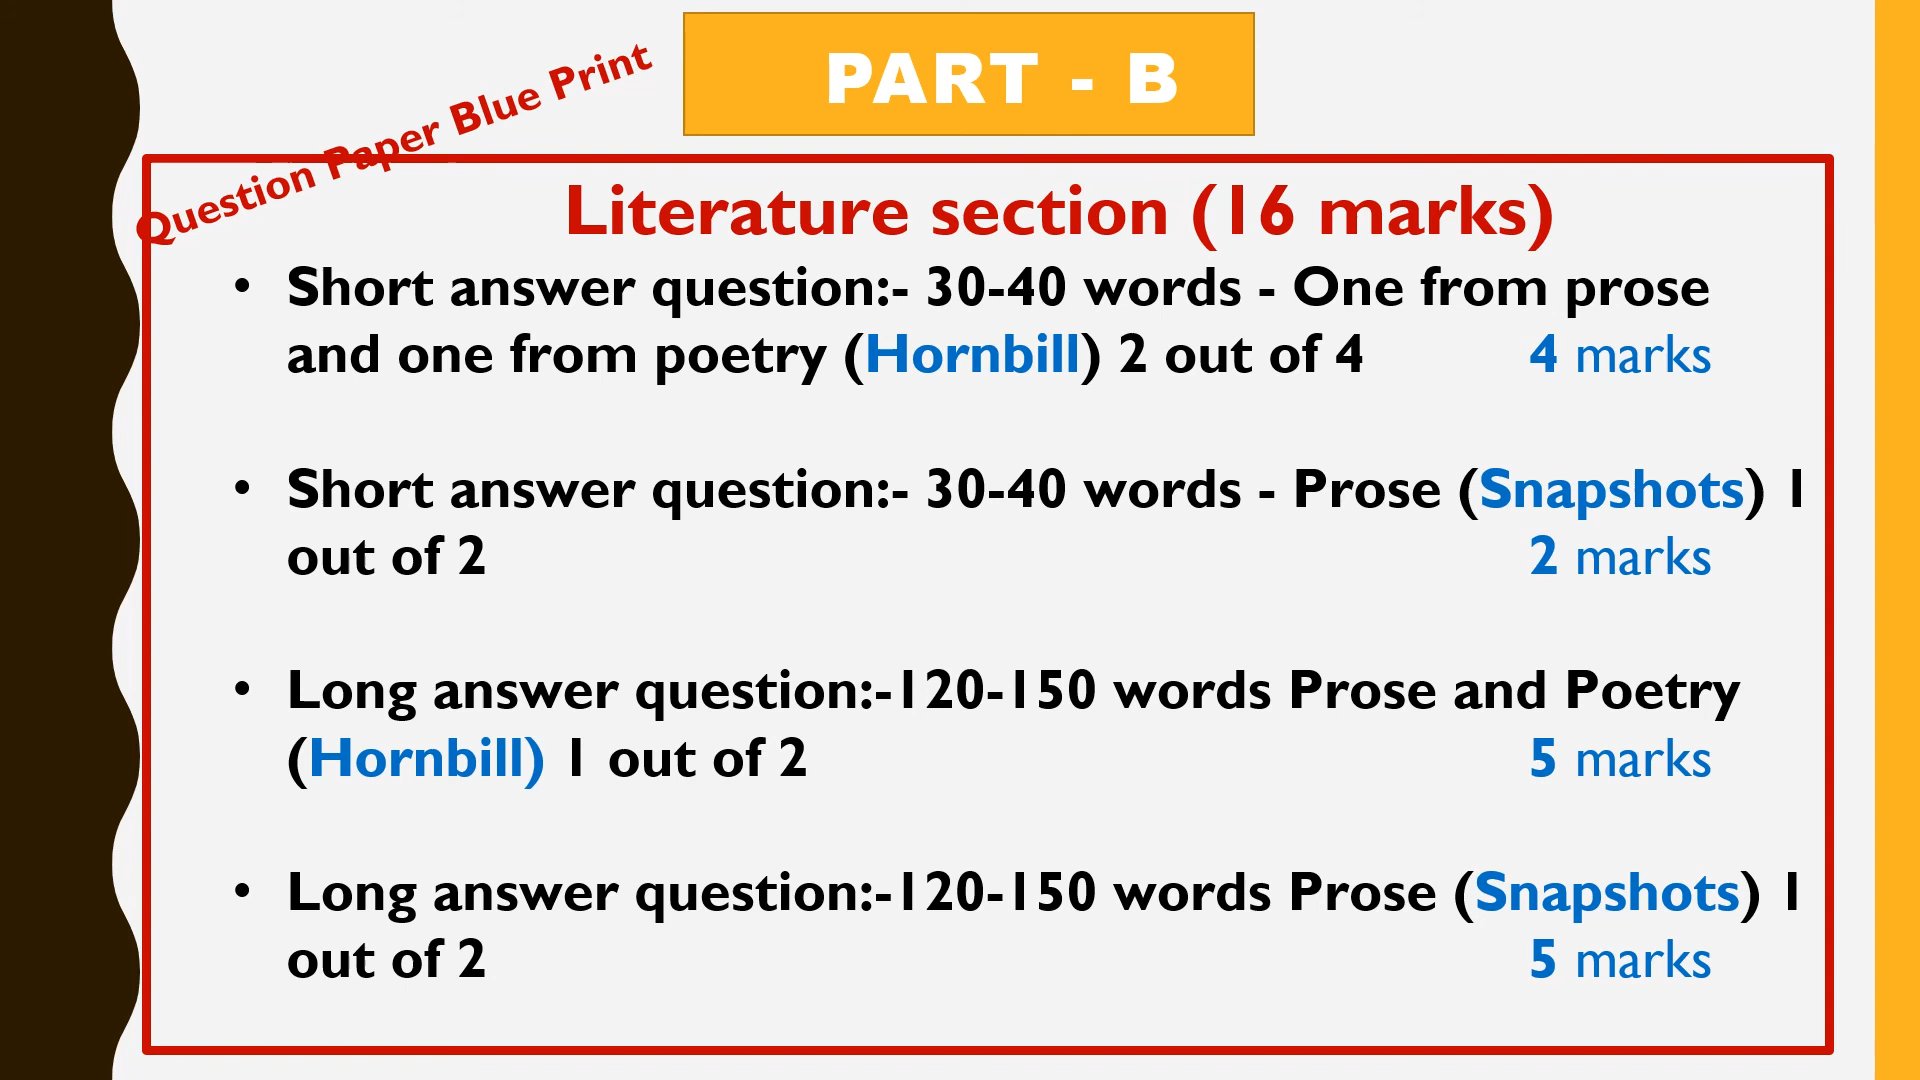 PART - B
Question Paper Blue Print
Literature section (16 marks)
• Short answer question:- 30-40 words - One from prose
and one from poetry (Hornbill) 2 out of 4 4 marks
• Short answer question:- 30-40 words - Prose (Snapshots) 1
out of 2 2 marks
• Long answer question:-120-150 words Prose and Poetry
(Hornbill) 1 out of 2 5 marks
• Long answer question:-120-150 words Prose (Snapshots) 1
out of 2 5 marks